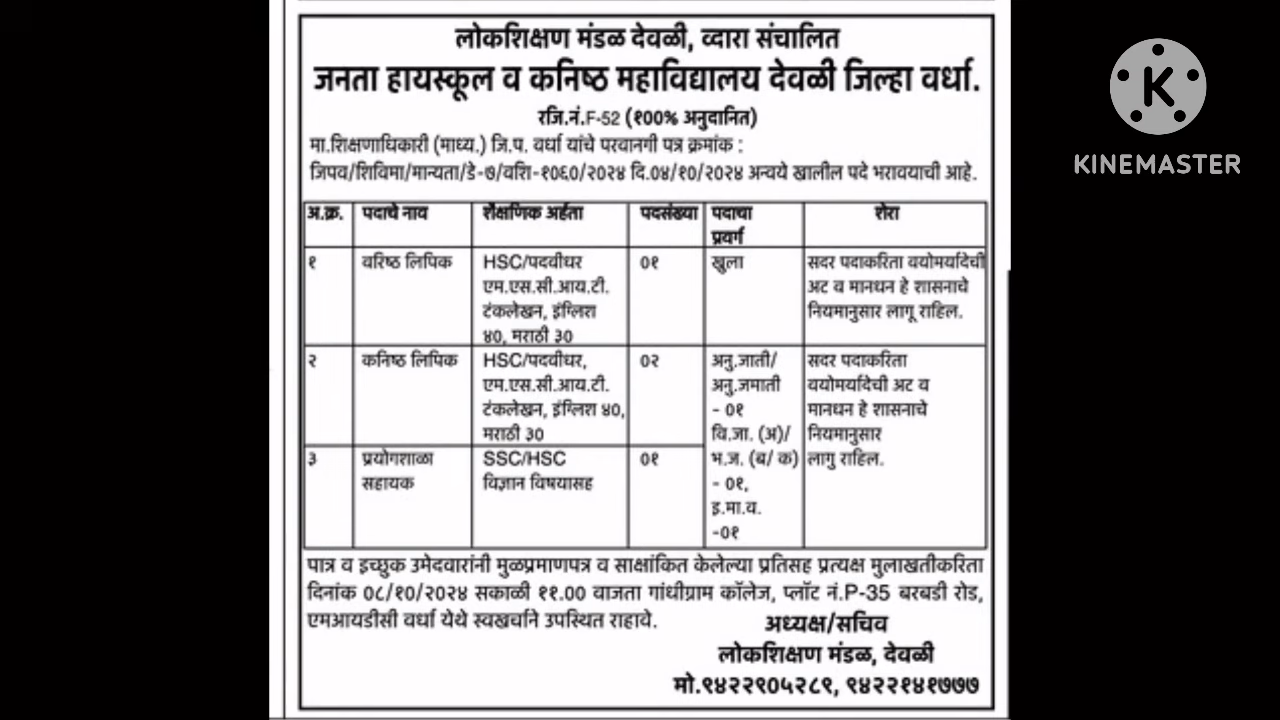 लोकशिक्षण मंडळ देवळी, व्दारा संचालित
जनता हायस्कूल व कनिष्ठ महाविद्यालय देवळी जिल्हा वर्धा.
रजि.नं.F-52 (१००% अनुदानित)
मा.शिक्षणाधिकारी (माध्य.) जि.प. वर्धा यांचे परवानगी पत्र क्रमांक :
जिपव/शिविमा/मान्यता/डे-७/वशि-१०६०/२०२४ दि.०४/१०/२०२४ अन्वये खालील पदे भरावयाची आहे.
अ.क्र. पदाचे नाव शैक्षणिक अर्हता पदसंख्या पदाचा प्रवर्ग शेरा
१ वरिष्ठ लिपिक HSC/पदवीधर ०१ खुला सदर पदाकरिता वयोमर्यादेची
एम.एस.सी.आय.टी. अट व मानधन हे शासनाचे
टंकलेखन, इंग्लिश नियमानुसार लागू राहिल.
४०, मराठी ३०
२ कनिष्ठ लिपिक HSC/पदवीधर, ०२ अनु.जाती/ सदर पदाकरिता
एम.एस.सी.आय.टी. अनु.जमाती वयोमर्यादेची अट व
टंकलेखन, इंग्लिश ४०, - ०१ मानधन हे शासनाचे
मराठी ३० वि.जा. (अ)/ नियमानुसार
३ प्रयोगशाळा SSC/HSC ०१ भ.ज. (ब/ क) लागु राहिल.
सहायक विज्ञान विषयासह - ०१,
इ.मा.व.
-०१
पात्र व इच्छुक उमेदवारांनी मुळप्रमाणपत्र व साक्षांकित केलेल्या प्रतिसह प्रत्यक्ष मुलाखतीकरिता
दिनांक ०८/१०/२०२४ सकाळी ११.00 वाजता गांधीग्राम कॉलेज, प्लॉट नं.P-35 बरबडी रोड,
एमआयडीसी वर्धा येथे स्वखर्चाने उपस्थित राहावे.
अध्यक्ष/सचिव
लोकशिक्षण मंडळ, देवळी
मो.९४२२९०५२८९, ९४२२१४१७७७
KINEMASTER